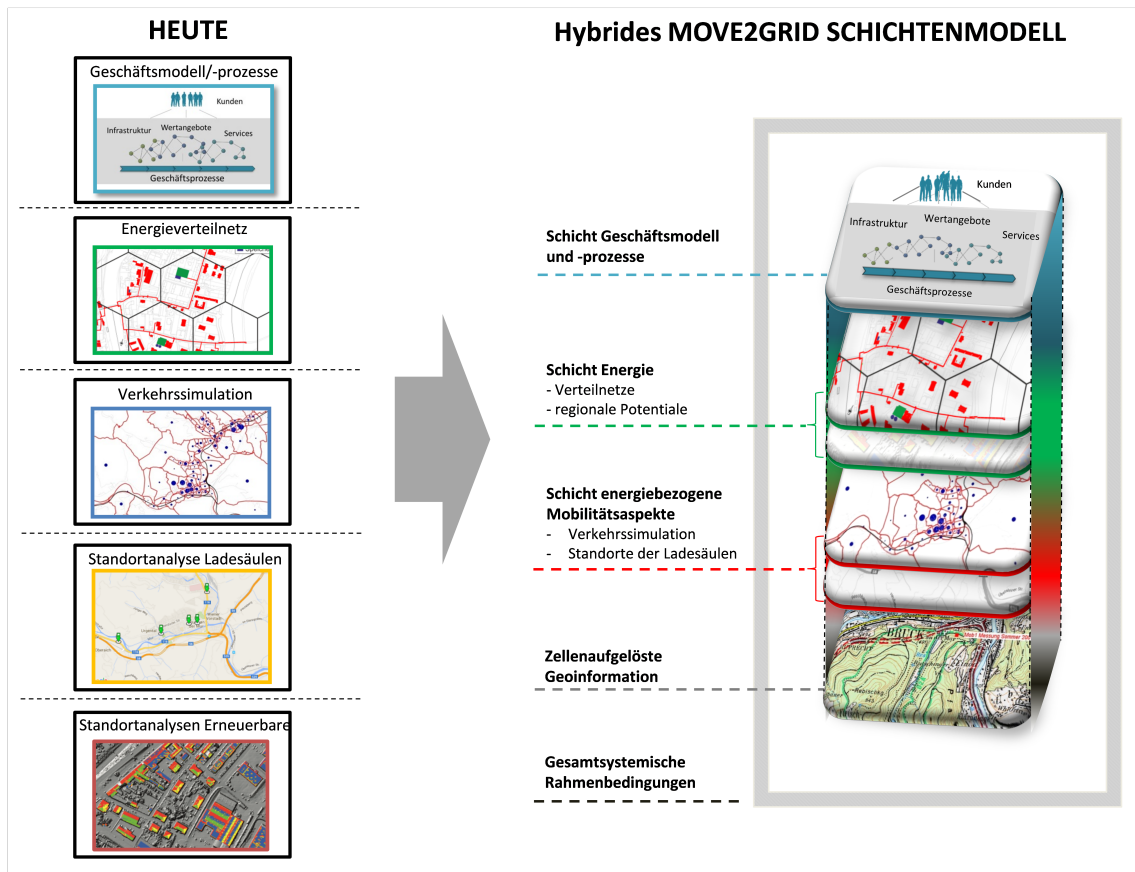 HEUTE
Geschäftsmodell/-prozesse
Kunden
Infrastruktur
Wertangebote
Services
Geschäftsprozesse
Energieverteilnetz
Verkehrssimulation
Standortanalyse Ladesäulen
Standortanalysen Erneuerbare
Hybrides MOVE2GRID SCHICHTENMODELL
Schicht Geschäftsmodell
und -prozesse
Schicht Energie
- Verteilnetze
- regionale Potentiale
Schicht energiebezogene
Mobilitätsaspekte
- Verkehrssimulation
- Standorte der Ladesäulen
Zellenaufgelöste
Geoinformation
Gesamtsystemische
Rahmenbedingungen
Kunden
Infrastruktur
Wertangebote
Services
Geschäftsprozesse
BRUCK